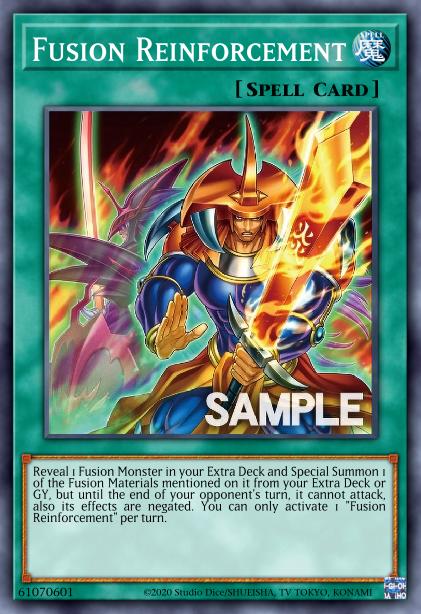 FUSION REINFORCEMENT
SPELL
魔
[SPELL CARD]
SAMPLE
Reveal 1 Fusion Monster in your Extra Deck and Special Summon 1
of the Fusion Materials mentioned on it from your Extra Deck or
GY, but until the end of your opponent's turn, it cannot attack,
also its effects are negated. You can only activate 1 "Fusion
Reinforcement" per turn.
61070601
©2020 Studio Dice/SHUEISHA, TV TOKYO, KONAMI